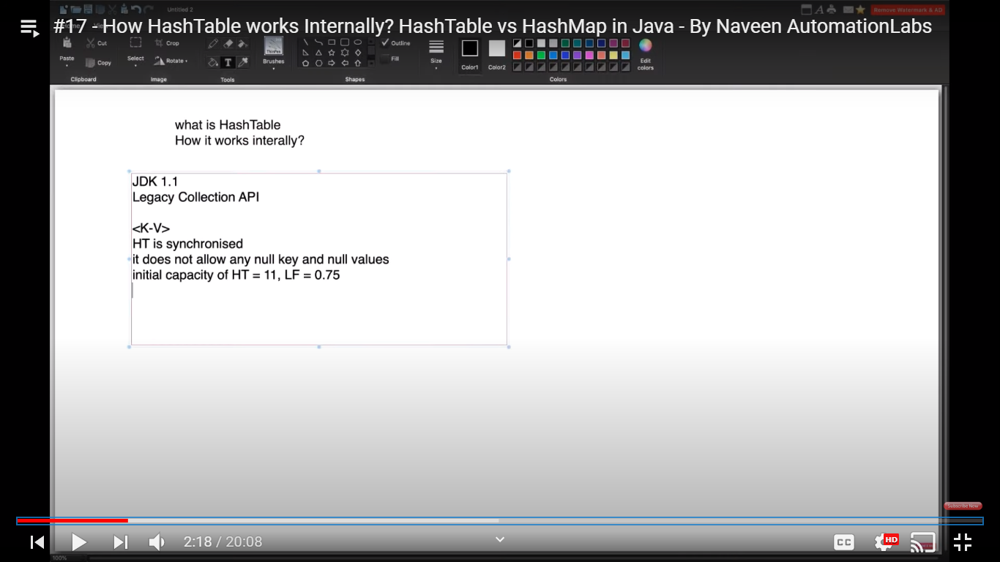 Untitled 2
Remove Watermark & AD
#17 - How HashTable works Internally? HashTable vs HashMap in Java - By Naveen AutomationLabs
Paste
Cut
Copy
Clipboard
Select
Crop
Rotate
Image
T
Tools
ThinPen
Brushes
Outline
Fill
Shapes
Size
Color1
Color2
Edit
colors
Colors
what is HashTable
How it works interally?
JDK 1.1
Legacy Collection API
<K-V>
HT is synchronised
it does not allow any null key and null values
initial capacity of HT = 11, LF = 0.75
Subscribe Now
2:18 / 20:08
CC
HD
100%